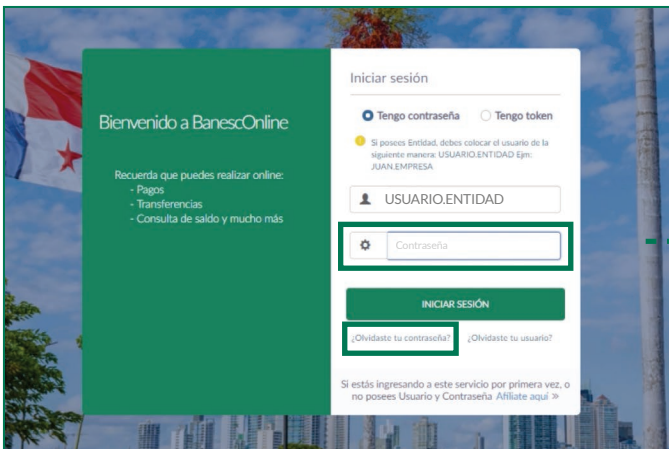 Bienvenido a BanescOnline
Recuerda que puedes realizar online:
- Pagos
- Transferencias
- Consulta de saldo y mucho más
Iniciar sesión
Tengo contraseña
Tengo token
Si posees Entidad, debes colocar el usuario de la
siguiente manera: USUARIO.ENTIDAD Ejm:
JUAN.EMPRESA
USUARIO.ENTIDAD
Contraseña
INICIAR SESIÓN
¿Olvidaste tu contraseña?
¿Olvidaste tu usuario?
Si estás ingresando a este servicio por primera vez, o
no posees Usuario y Contraseña Afíliate aquí »